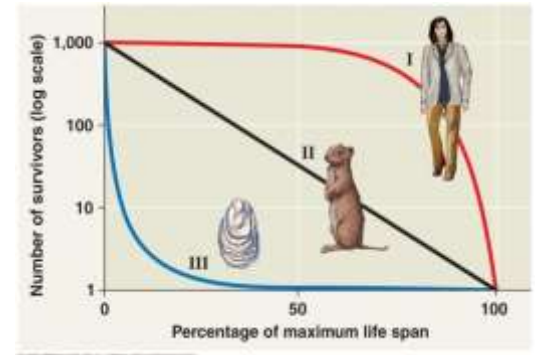 Number of survivors (log scale)
1,000
100
10
1
I
II
III
0
50
100
Percentage of maximum life span